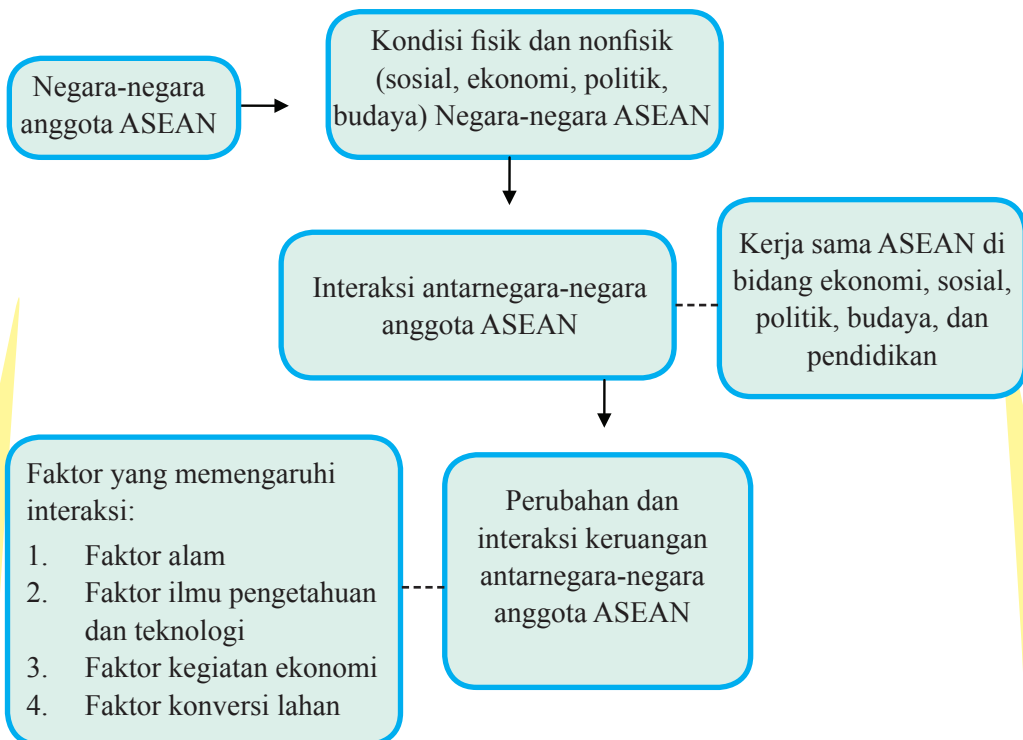 Negara-negara
anggota ASEAN
Kondisi fisik dan nonfisik
(sosial, ekonomi, politik,
budaya) Negara-negara ASEAN
Interaksi antarnegara-negara
anggota ASEAN
Kerja sama ASEAN di
bidang ekonomi, sosial,
politik, budaya, dan
pendidikan
Faktor yang memengaruhi
interaksi:
1. Faktor alam
2. Faktor ilmu pengetahuan
dan teknologi
3. Faktor kegiatan ekonomi
4. Faktor konversi lahan
Perubahan dan
interaksi keruangan
antarnegara-negara
anggota ASEAN